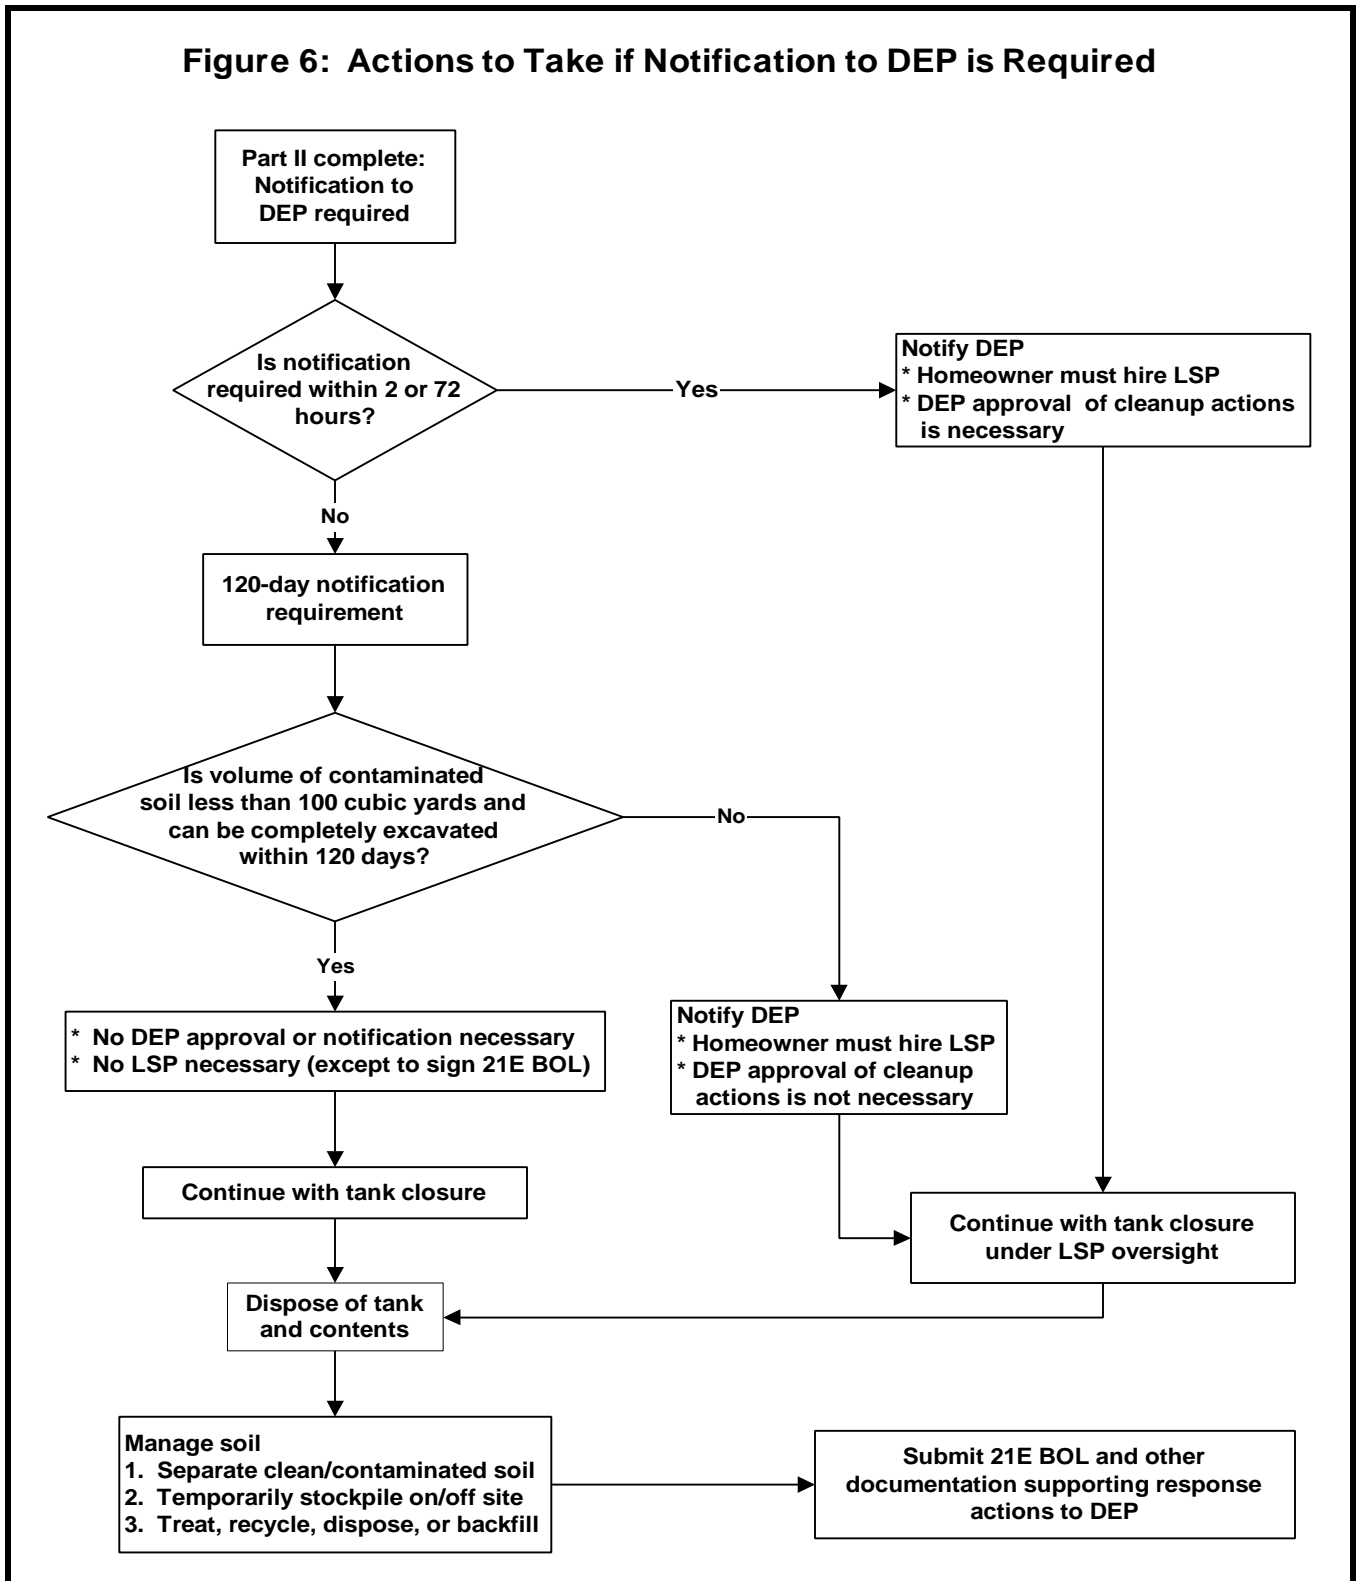 Figure 6: Actions to Take if Notification to DEP is Required
Part II complete:
Notification to
DEP required
Is notification
required within 2 or 72
hours?
Yes
Notify DEP
* Homeowner must hire LSP
* DEP approval of cleanup actions
is necessary
No
120-day notification
requirement
Is volume of contaminated
soil less than 100 cubic yards and
can be completely excavated
within 120 days?
No
Yes
* No DEP approval or notification necessary
* No LSP necessary (except to sign 21E BOL)
Notify DEP
* Homeowner must hire LSP
* DEP approval of cleanup
actions is not necessary
Continue with tank closure
Continue with tank closure
under LSP oversight
Dispose of tank
and contents
Manage soil
1. Separate clean/contaminated soil
2. Temporarily stockpile on/off site
3. Treat, recycle, dispose, or backfill
Submit 21E BOL and other
documentation supporting response
actions to DEP